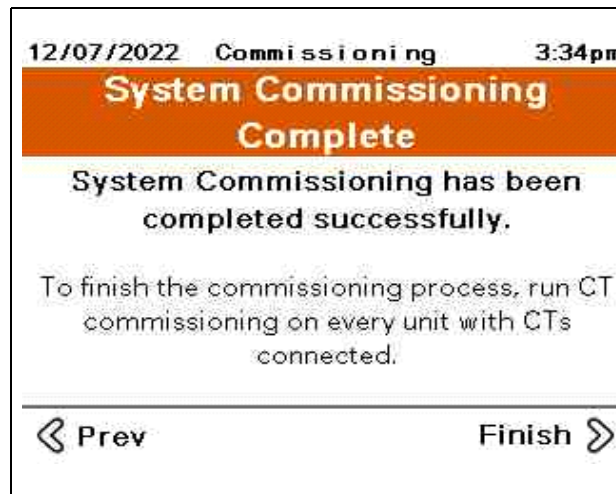 12/07/2022 Commissioning 3:34pm
System Commissioning
Complete
System Commissioning has been
completed successfully.
To finish the commissioning process, run CT
commissioning on every unit with CTs
connected.
Prev Finish